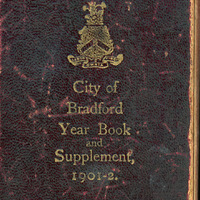 City of
Bradford
Year Book
and
Supplement,
1901-2.